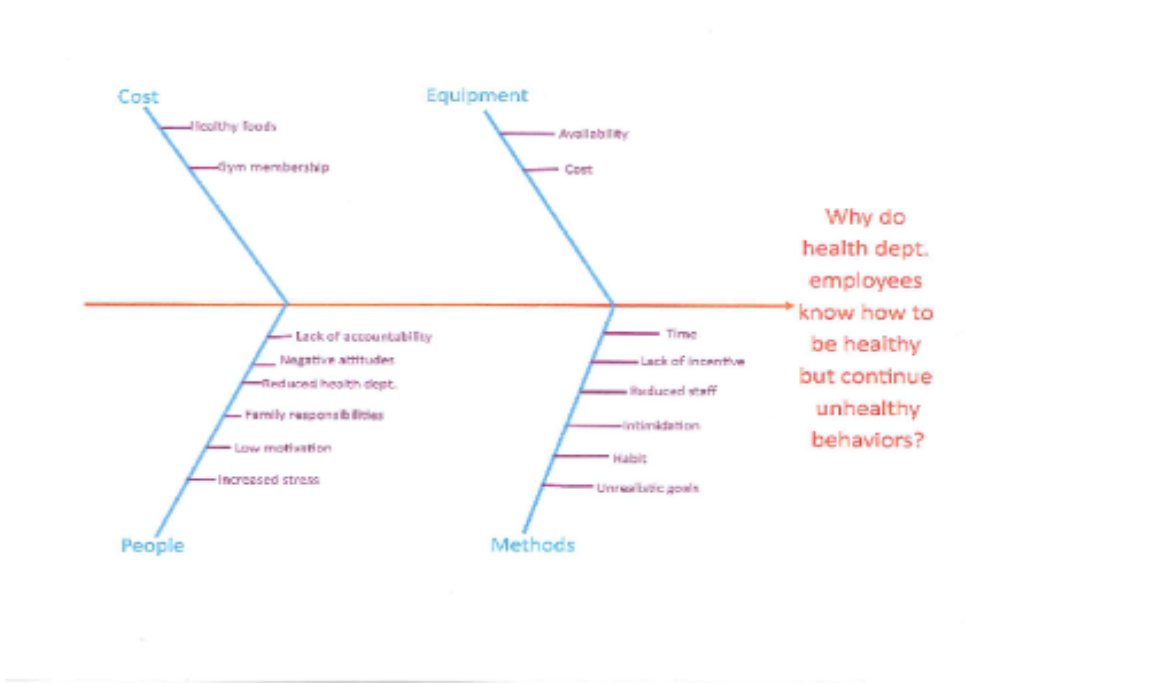 Cost
Healthy foods
Gym membership
Equipment
Availability
Cost
Why do
health dept.
employees
know how to
be healthy
but continue
unhealthy
behaviors?
Lack of accountability
Negative attitudes
Reduced health dept.
Family responsibilities
Low motivation
Increased stress
People
Time
Lack of incentive
Reduced staff
Intimidation
Habit
Unrealistic goals
Methods